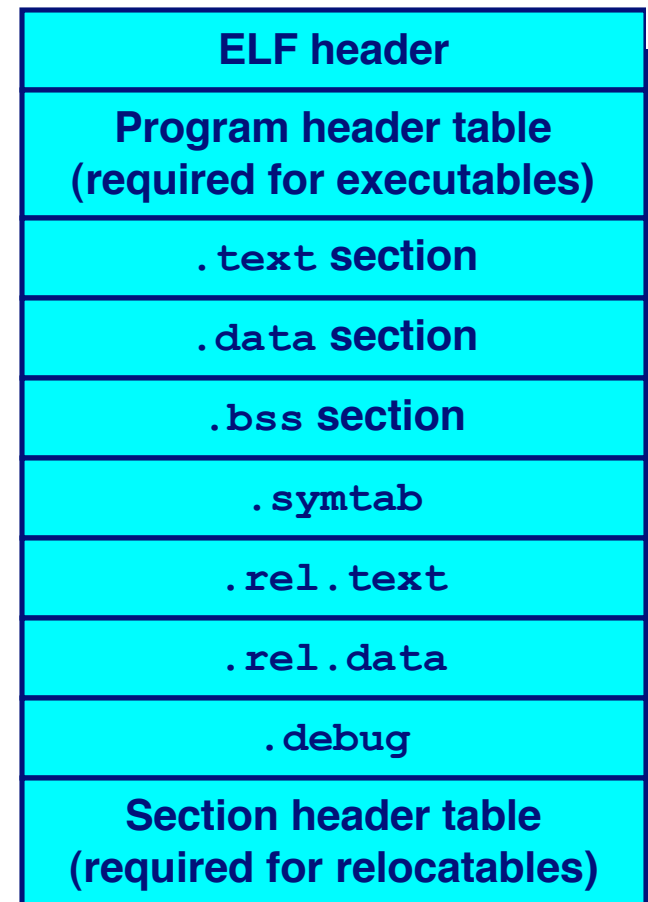 ELF header
Program header table
(required for executables)
.text section
.data section
.bss section
.symtab
.rel.text
.rel.data
.debug
Section header table
(required for relocatables)